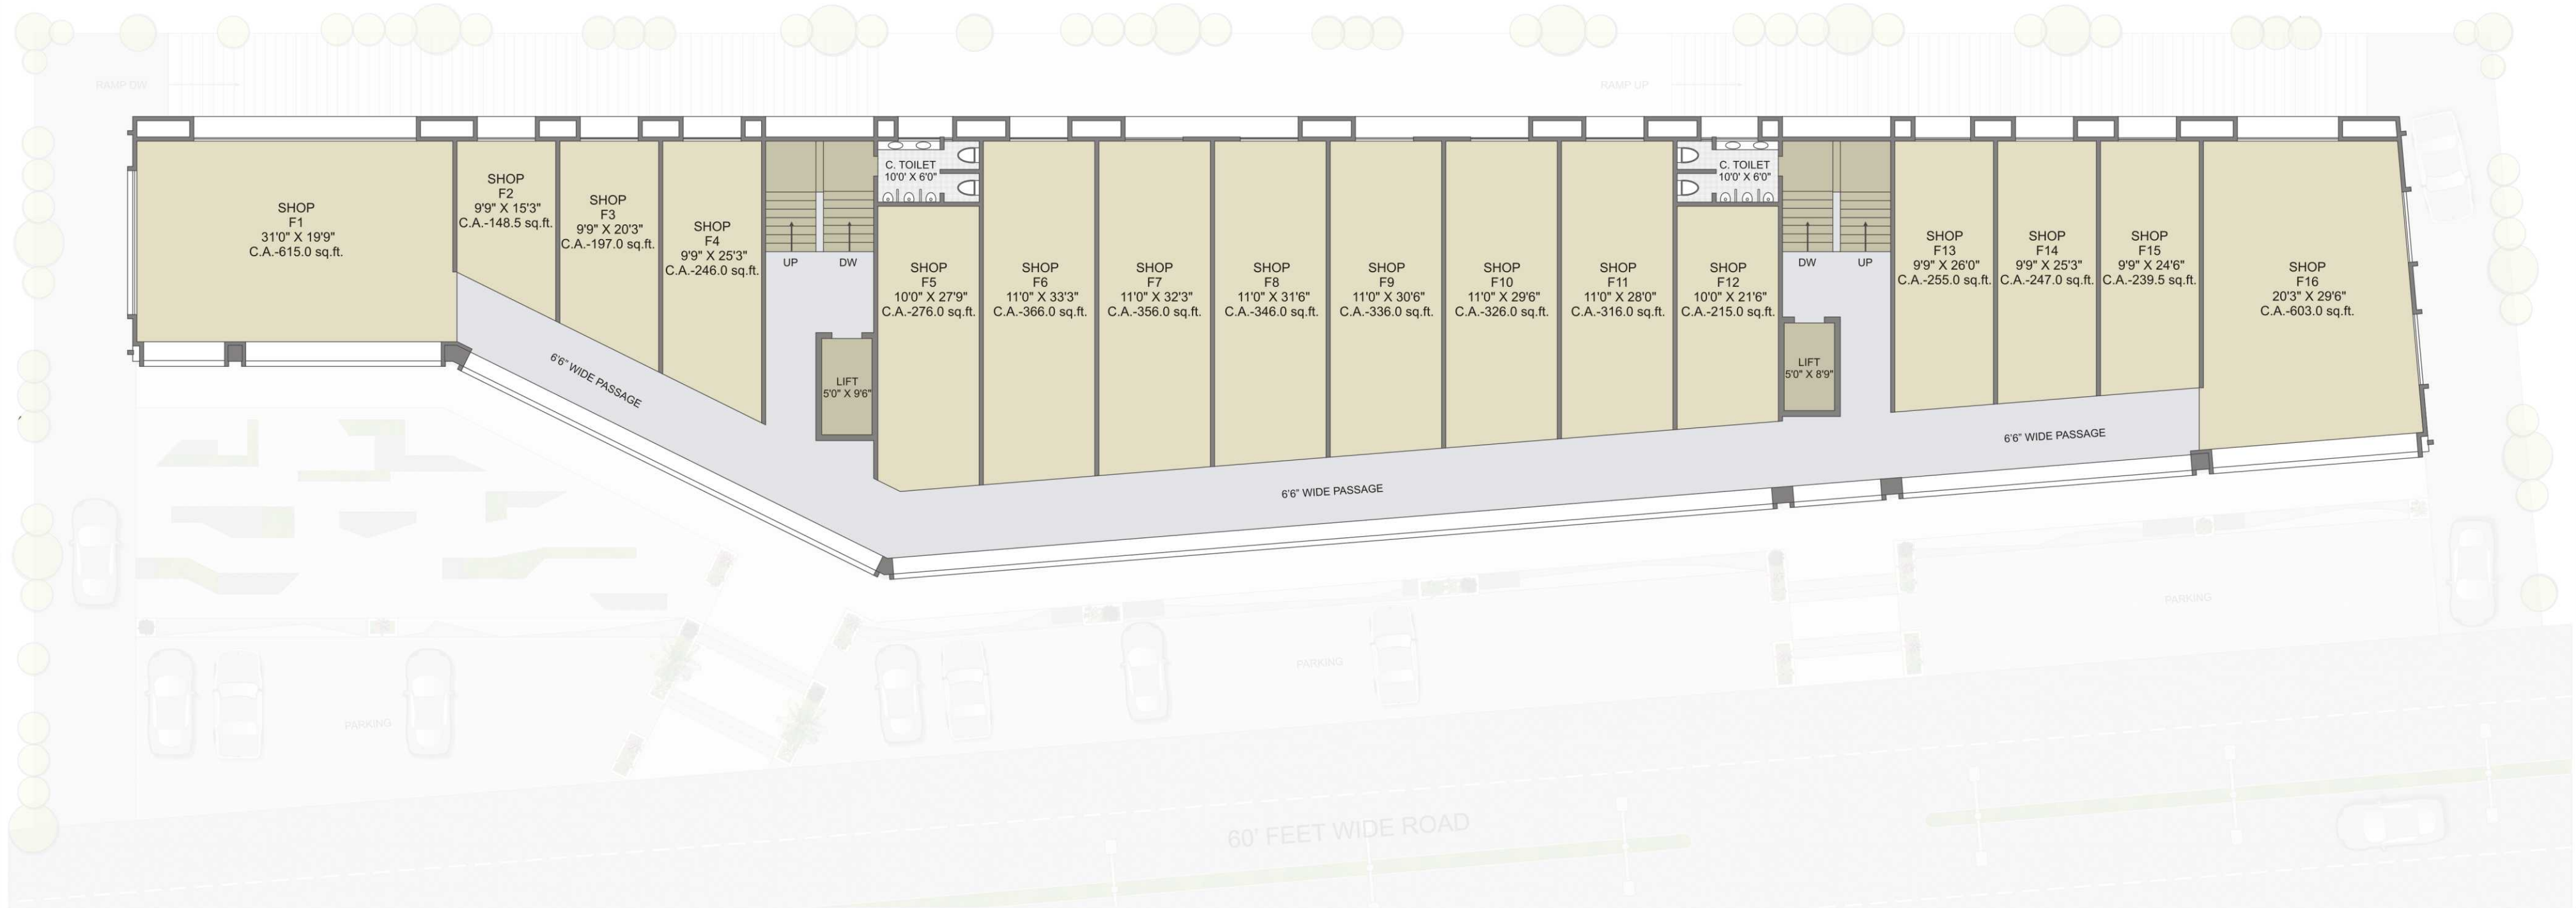 RAMP DW
RAMP UP
SHOP
F1
31'0" X 19'9"
C.A.-615.0 sq.ft.
SHOP
F2
9'9" X 15'3"
C.A.-148.5 sq.ft.
SHOP
F3
9'9" X 20'3"
C.A.-197.0 sq.ft.
SHOP
F4
9'9" X 25'3"
C.A.-246.0 sq.ft.
UP
DW
LIFT
5'0" X 9'6"
C. TOILET
10'0' X 6'0"
SHOP
F5
10'0" X 27'9"
C.A.-276.0 sq.ft.
SHOP
F6
11'0" X 33'3"
C.A.-366.0 sq.ft.
SHOP
F7
11'0" X 32'3"
C.A.-356.0 sq.ft.
SHOP
F8
11'0" X 31'6"
C.A.-346.0 sq.ft.
SHOP
F9
11'0" X 30'6"
C.A.-336.0 sq.ft.
SHOP
F10
11'0" X 29'6"
C.A.-326.0 sq.ft.
SHOP
F11
11'0" X 28'0"
C.A.-316.0 sq.ft.
C. TOILET
10'0' X 6'0"
SHOP
F12
10'0" X 21'6"
C.A.-215.0 sq.ft.
DW
UP
LIFT
5'0" X 8'9"
SHOP
F13
9'9" X 26'0"
C.A.-255.0 sq.ft.
SHOP
F14
9'9" X 25'3"
C.A.-247.0 sq.ft.
SHOP
F15
9'9" X 24'6"
C.A.-239.5 sq.ft.
SHOP
F16
20'3" X 29'6"
C.A.-603.0 sq.ft.
6'6" WIDE PASSAGE
6'6" WIDE PASSAGE
6'6" WIDE PASSAGE
PARKING
PARKING
PARKING
60' FEET WIDE ROAD